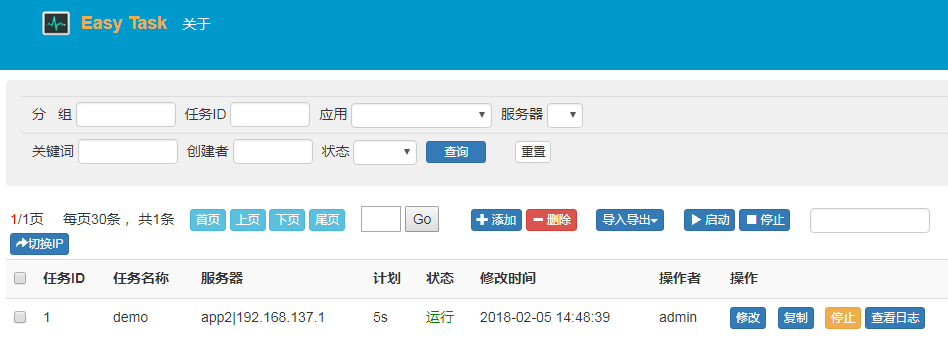 Easy Task 关于
分 组 任务ID 应用 服务器
关键词 创建者 状态 查询 重置
1/1页 每页30条 ，共1条 首页 上页 下页 尾页 Go 添加 删除 导入导出 启动 停止
切换IP
任务ID 任务名称 服务器 计划 状态 修改时间 操作者 操作
1 demo app2|192.168.137.1 5s 运行 2018-02-05 14:48:39 admin 修改 复制 停止 查看日志